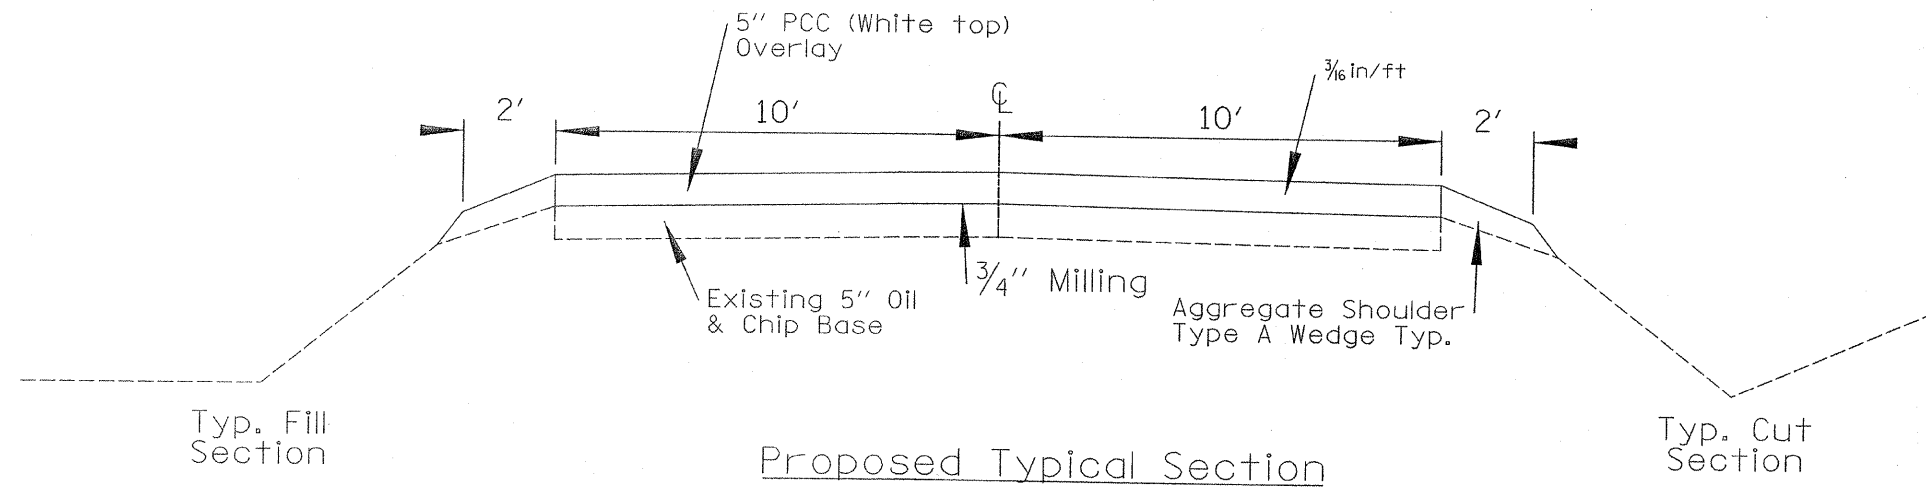 5" PCC (White top)
Overlay
3/16 in/ft
2'
10'
℄
10'
2'
3/4" Milling
Existing 5" Oil
& Chip Base
Aggregate Shoulder
Type A Wedge Typ.
Typ. Fill
Section
Typ. Cut
Section
Proposed Typical Section